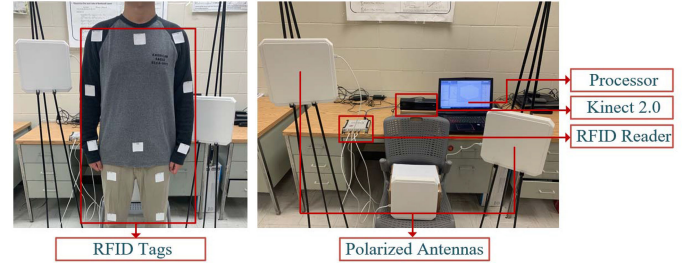 Processor
Kinect 2.0
RFID Reader
RFID Tags
Polarized Antennas